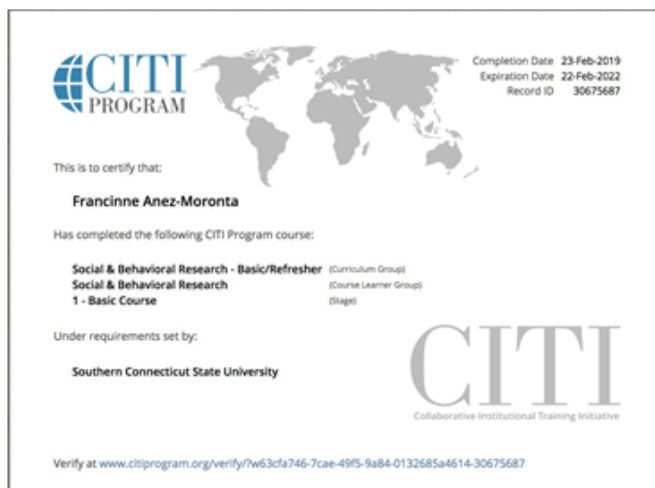 CITI
PROGRAM
Completion Date 23-Feb-2019
Expiration Date 22-Feb-2022
Record ID 30675687
This is to certify that:
Francinne Anez-Moronta
Has completed the following CITI Program course:
Social & Behavioral Research - Basic/Refresher (Curriculum Group)
Social & Behavioral Research (Course Learner Group)
1 - Basic Course (Stage)
Under requirements set by:
Southern Connecticut State University
CITI
Collaborative Institutional Training Initiative
Verify at www.citiprogram.org/verify/?w63cfa746-7cae-49f5-9a84-0132685a4614-30675687